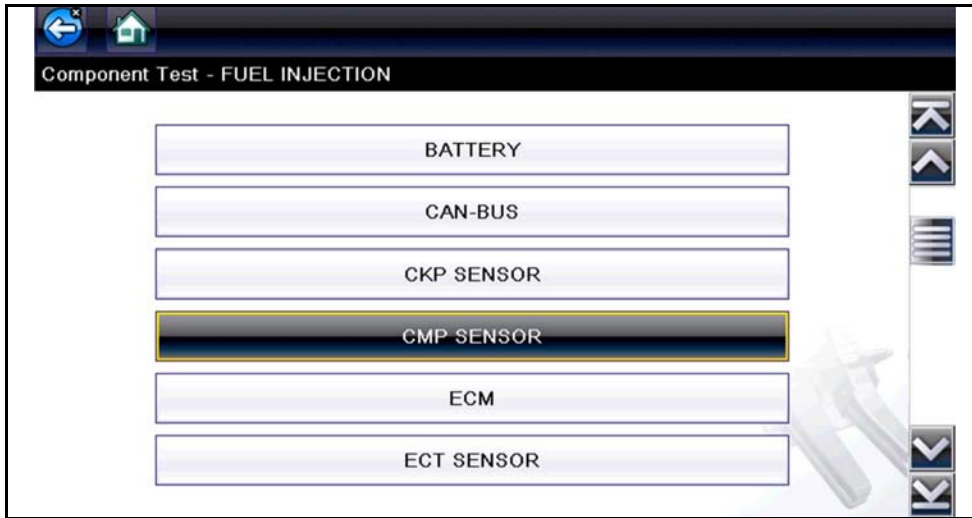 Component Test - FUEL INJECTION
BATTERY
CAN-BUS
CKP SENSOR
CMP SENSOR
ECM
ECT SENSOR